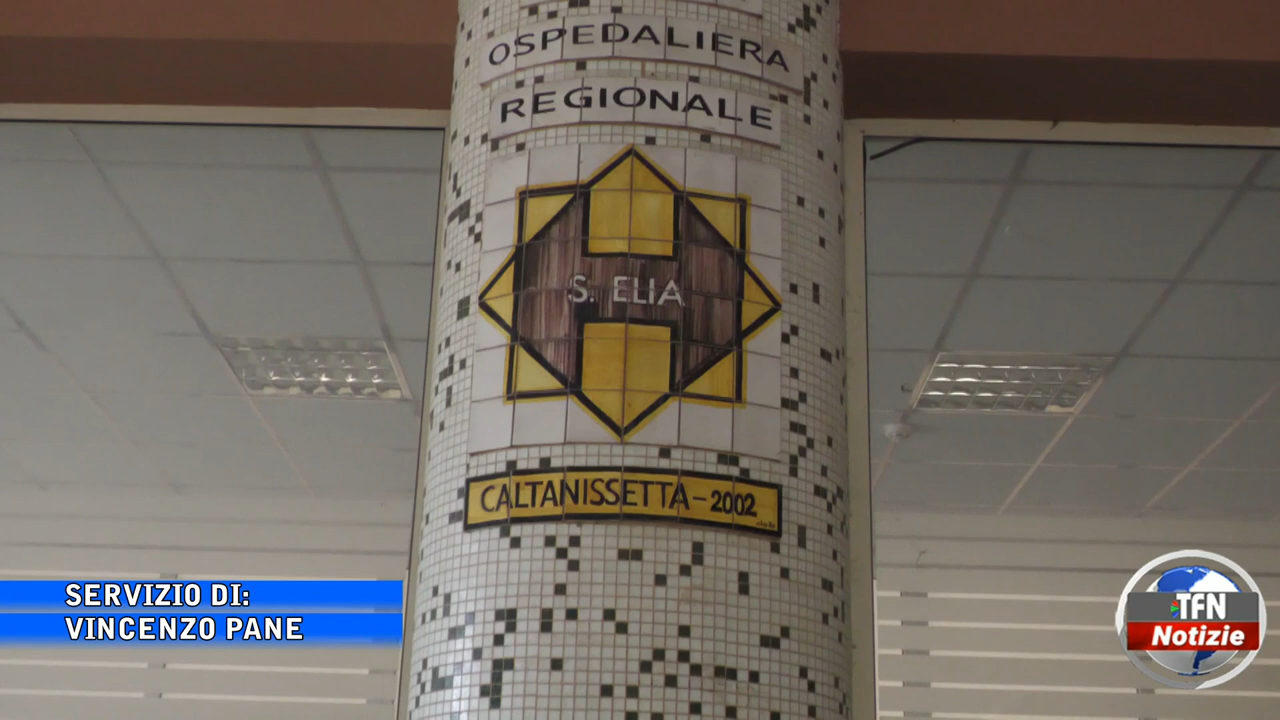 OSPEDALIERA
REGIONALE
S. ELIA
CALTANISSETTA-2002
SERVIZIO DI:
VINCENZO PANE
TFN
Notizie